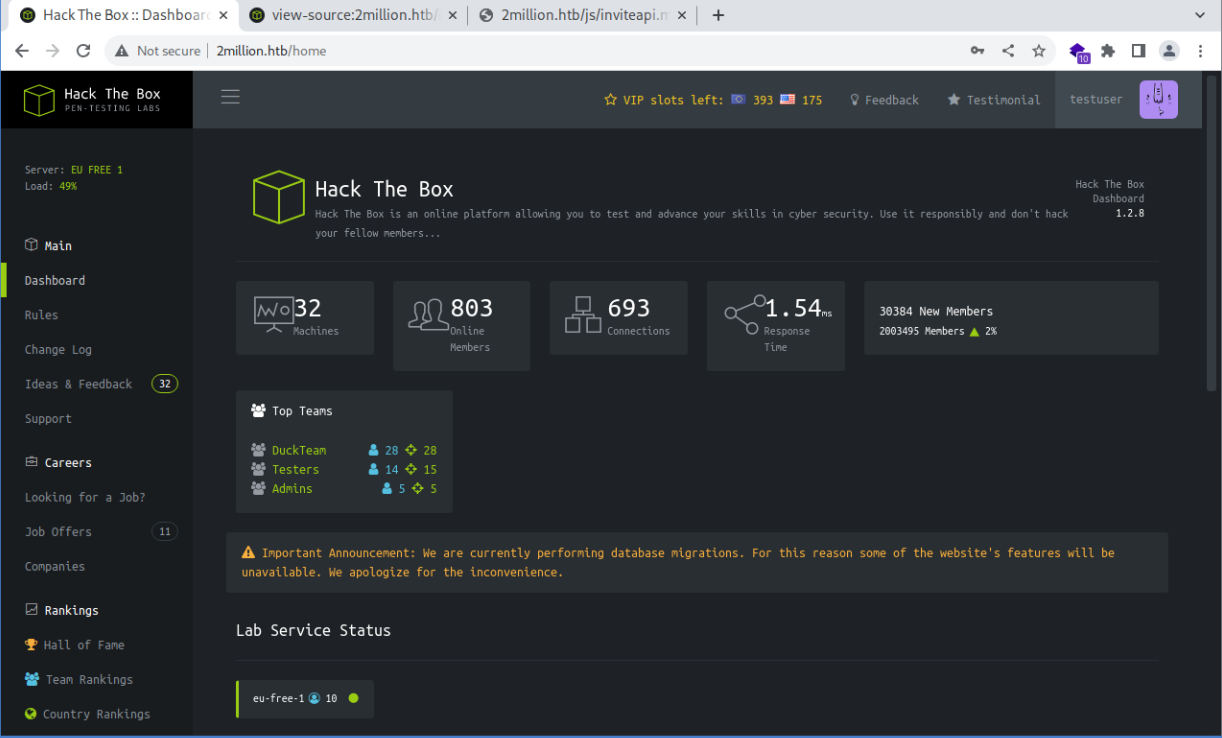 Hack The Box :: Dashboard
view-source:2million.htb/
2million.htb/js/inviteapi.m
Not secure
2million.htb/home
10
Hack The Box
PEN-TESTING LABS
VIP slots left: 393 175
Feedback
Testimonial
testuser
Server: EU FREE 1
Load: 49%
Main
Dashboard
Rules
Change Log
Ideas & Feedback 32
Support
Careers
Looking for a Job?
Job Offers 11
Companies
Rankings
Hall of Fame
Team Rankings
Country Rankings
Hack The Box
Hack The Box is an online platform allowing you to test and advance your skills in cyber security. Use it responsibly and don't hack
your fellow members...
Hack The Box
Dashboard
1.2.8
32
Machines
803
Online
Members
693
Connections
1.54ms
Response
Time
30384 New Members
2003495 Members 2%
Top Teams
DuckTeam 28 28
Testers 14 15
Admins 5 5
Important Announcement: We are currently performing database migrations. For this reason some of the website's features will be
unavailable. We apologize for the inconvenience.
Lab Service Status
eu-free-1 10